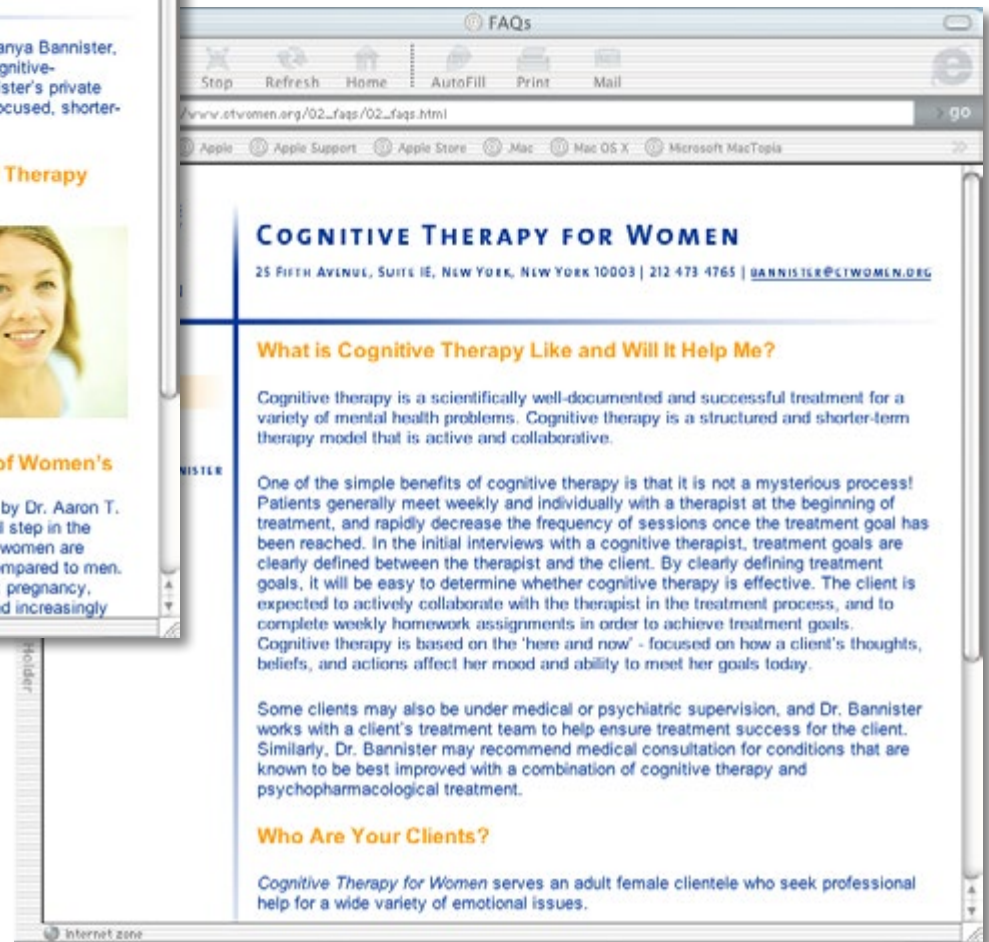 anya Bannister,
gnitive-
ister's private
ocused, shorter-
Therapy
of Women's
by Dr. Aaron T.
l step in the
women are
mpared to men.
pregnancy,
nd increasingly
FAQs
Stop Refresh Home AutoFill Print Mail
/www.ctwomen.org/02_faqs/02_faqs.html
go
Apple Apple Support Apple Store .Mac Mac OS X Microsoft MacTopia
COGNITIVE THERAPY FOR WOMEN
25 FIFTH AVENUE, SUITE 1E, NEW YORK, NEW YORK 10003 | 212 473 4765 | BANNISTER@CTWOMEN.ORG
NISTER
What is Cognitive Therapy Like and Will It Help Me?
Cognitive therapy is a scientifically well-documented and successful treatment for a
variety of mental health problems. Cognitive therapy is a structured and shorter-term
therapy model that is active and collaborative.
One of the simple benefits of cognitive therapy is that it is not a mysterious process!
Patients generally meet weekly and individually with a therapist at the beginning of
treatment, and rapidly decrease the frequency of sessions once the treatment goal has
been reached. In the initial interviews with a cognitive therapist, treatment goals are
clearly defined between the therapist and the client. By clearly defining treatment
goals, it will be easy to determine whether cognitive therapy is effective. The client is
expected to actively collaborate with the therapist in the treatment process, and to
complete weekly homework assignments in order to achieve treatment goals.
Cognitive therapy is based on the 'here and now' - focused on how a client's thoughts,
beliefs, and actions affect her mood and ability to meet her goals today.
Some clients may also be under medical or psychiatric supervision, and Dr. Bannister
works with a client's treatment team to help ensure treatment success for the client.
Similarly, Dr. Bannister may recommend medical consultation for conditions that are
known to be best improved with a combination of cognitive therapy and
psychopharmacological treatment.
Who Are Your Clients?
Cognitive Therapy for Women serves an adult female clientele who seek professional
help for a wide variety of emotional issues.
Holder
Internet zone